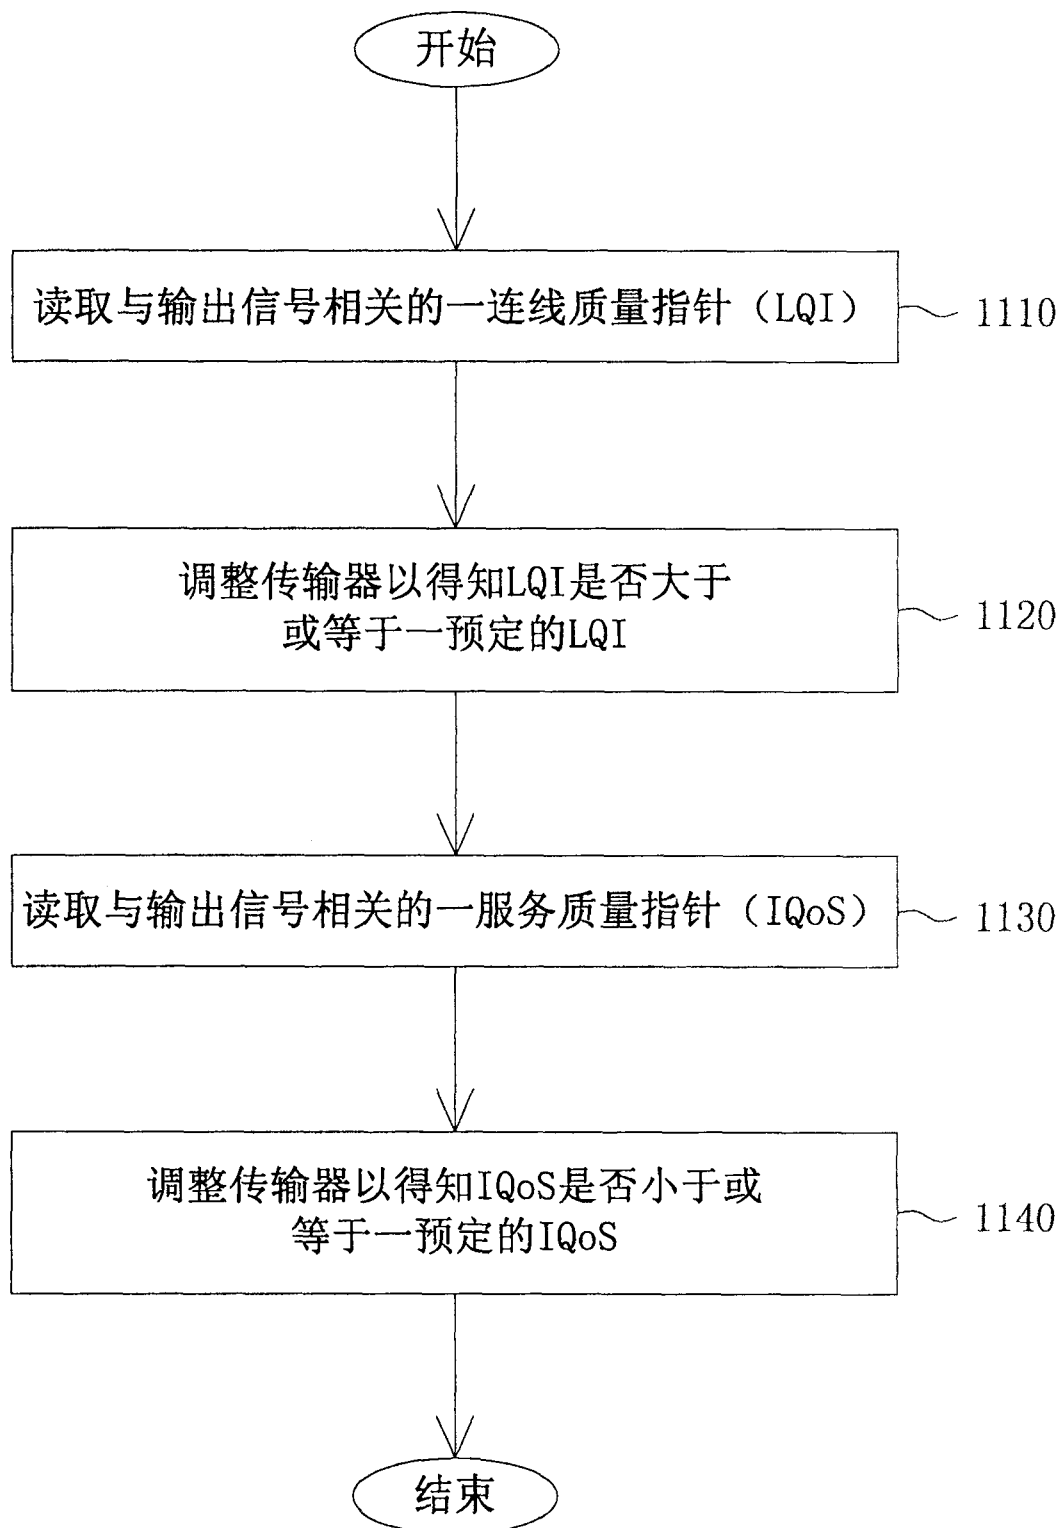 开始
读取与输出信号相关的一连线质量指针（LQI）
1110
调整传输器以得知LQI是否大于
或等于一预定的LQI
1120
读取与输出信号相关的一服务质量指针（IQoS）
1130
调整传输器以得知IQoS是否小于或
等于一预定的IQoS
1140
结束